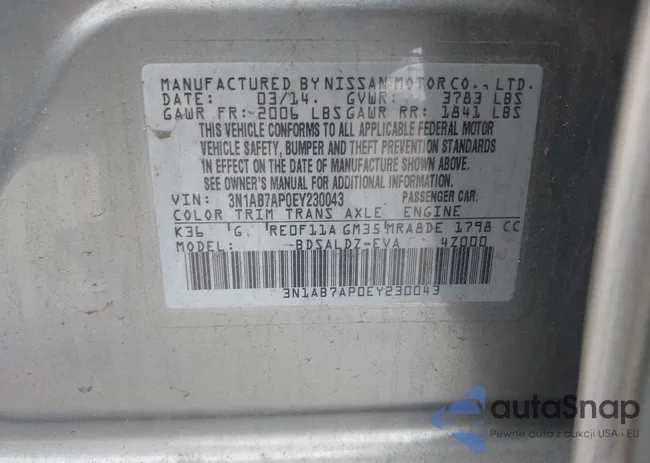 MANUFACTURED BY NISSAN MOTOR CO., LTD.
DATE: 03/14. GVWR: 3783 LBS
GAWR FR: 2006 LBS GAWR RR: 1841 LBS
THIS VEHICLE CONFORMS TO ALL APPLICABLE FEDERAL MOTOR
VEHICLE SAFETY, BUMPER AND THEFT PREVENTION STANDARDS
IN EFFECT ON THE DATE OF MANUFACTURE SHOWN ABOVE.
SEE OWNER'S MANUAL FOR ADDITIONAL INFORMATION.
VIN: 3N1AB7AP0EY230043 PASSENGER CAR.
COLOR TRIM TRANS AXLE ENGINE
K36 G RE0F11A GM35 MRA8DE 1798 CC
MODEL: BDSALDZ-EVA 4Z000
3N1AB7AP0EY230043
autaSnap
Pewne auta z aukcji USA i EU